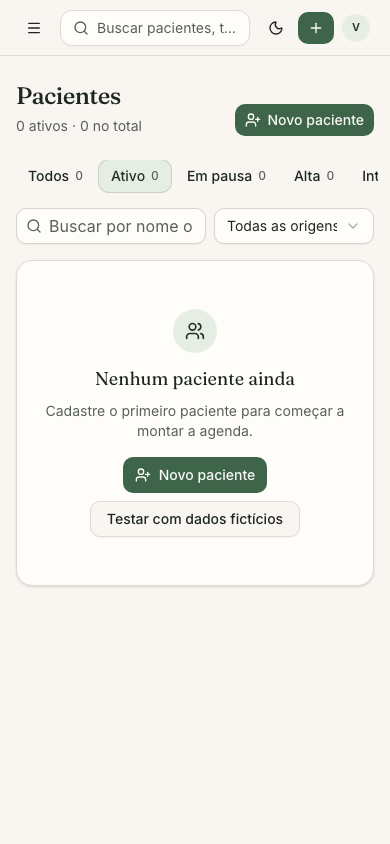 Buscar pacientes, t...
V
Pacientes
0 ativos · 0 no total
Novo paciente
Todos 0 Ativo 0 Em pausa 0 Alta 0 Int
Buscar por nome o
Todas as origens
Nenhum paciente ainda
Cadastre o primeiro paciente para começar a
montar a agenda.
Novo paciente
Testar com dados fictícios